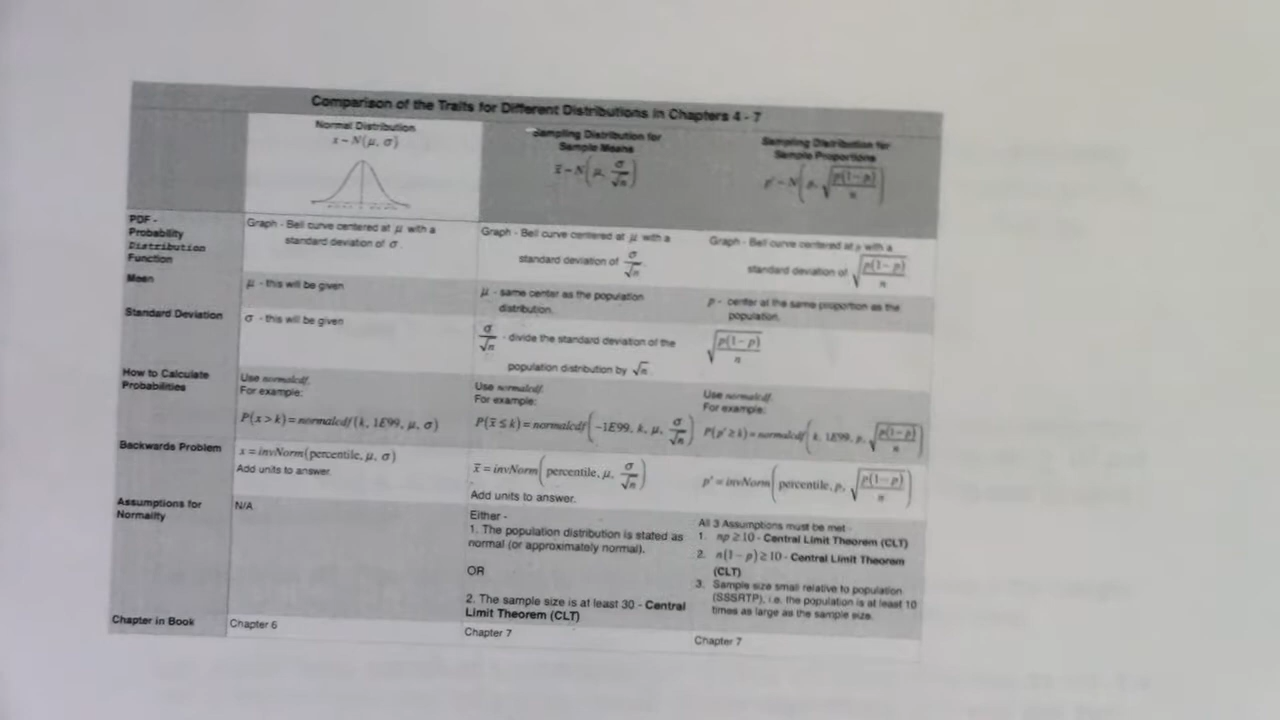 Comparison of the Traits for Different Distributions in Chapters 4 - 7
Normal Distribution
x ~ N(μ, σ)
Sampling Distribution for
Sample Means
x̄ ~ N(μ, σ/√n)
Sampling Distribution for
Sample Proportions
p' ~ N(p, √(p(1-p)/n))
PDF -
Probability
Distribution
Function
Graph - Bell curve centered at μ with a
standard deviation of σ.
Graph - Bell curve centered at μ with a
standard deviation of σ/√n
Graph - Bell curve centered at p with a
standard deviation of √(p(1-p)/n)
Mean
μ - this will be given
μ - same center as the population
distribution.
p - center at the same proportion as the
population.
Standard Deviation
σ - this will be given
σ/√n - divide the standard deviation of the
population distribution by √n.
√(p(1-p)/n)
How to Calculate
Probabilities
Use normalcdf.
For example:
P(x > k) = normalcdf(k, 1E99, μ, σ)
Use normalcdf.
For example:
P(x̄ ≤ k) = normalcdf(-1E99, k, μ, σ/√n)
Use normalcdf.
For example:
P(p' ≥ k) = normalcdf(k, 1E99, p, √(p(1-p)/n))
Backwards Problem
x = invNorm(percentile, μ, σ)
Add units to answer.
x̄ = invNorm(percentile, μ, σ/√n)
Add units to answer.
p' = invNorm(percentile, p, √(p(1-p)/n))
Assumptions for
Normality
N/A
Either -
1. The population distribution is stated as
normal (or approximately normal).
OR
2. The sample size is at least 30 - Central
Limit Theorem (CLT)
All 3 Assumptions must be met -
1. np ≥ 10 - Central Limit Theorem (CLT)
2. n(1-p) ≥ 10 - Central Limit Theorem
(CLT)
3. Sample size small relative to population
(SSSRTP), i.e. the population is at least 10
times as large as the sample size.
Chapter in Book
Chapter 6
Chapter 7
Chapter 7